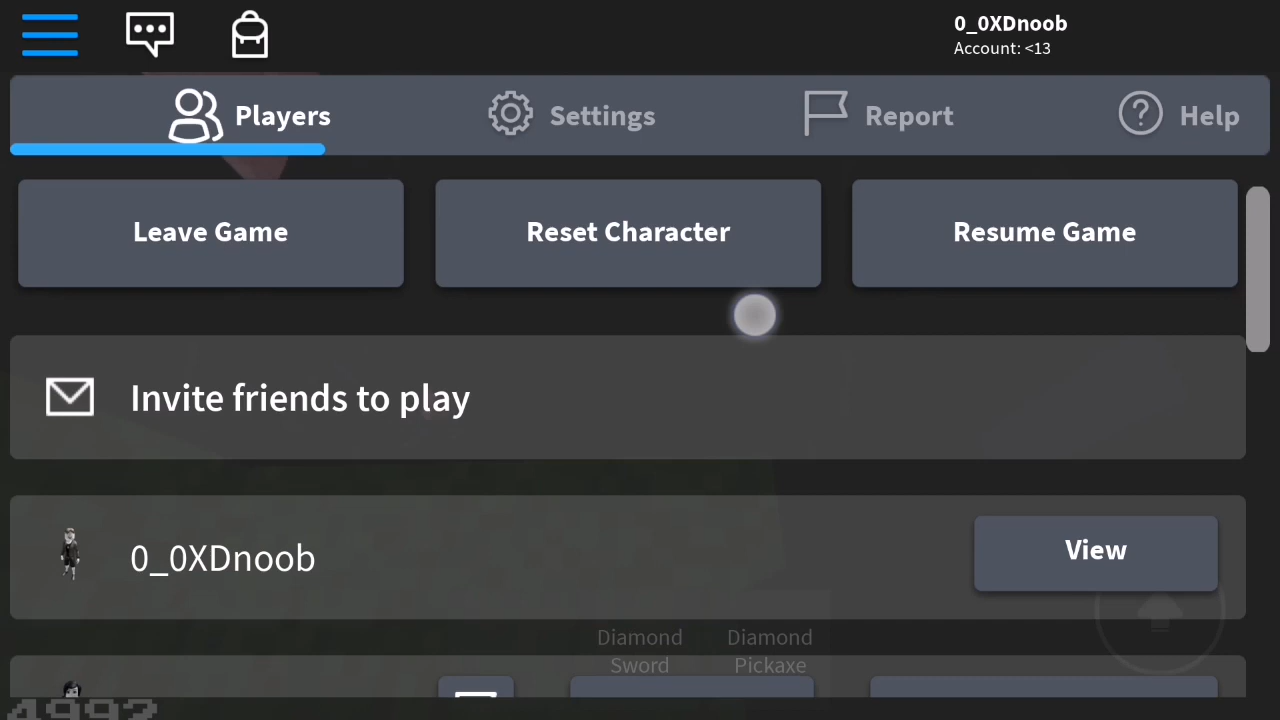 0_0XDnoob
Account: <13
Players
Settings
Report
Help
Leave Game
Reset Character
Resume Game
Invite friends to play
0_0XDnoob
View
Diamond
Sword
Diamond
Pickaxe
4992